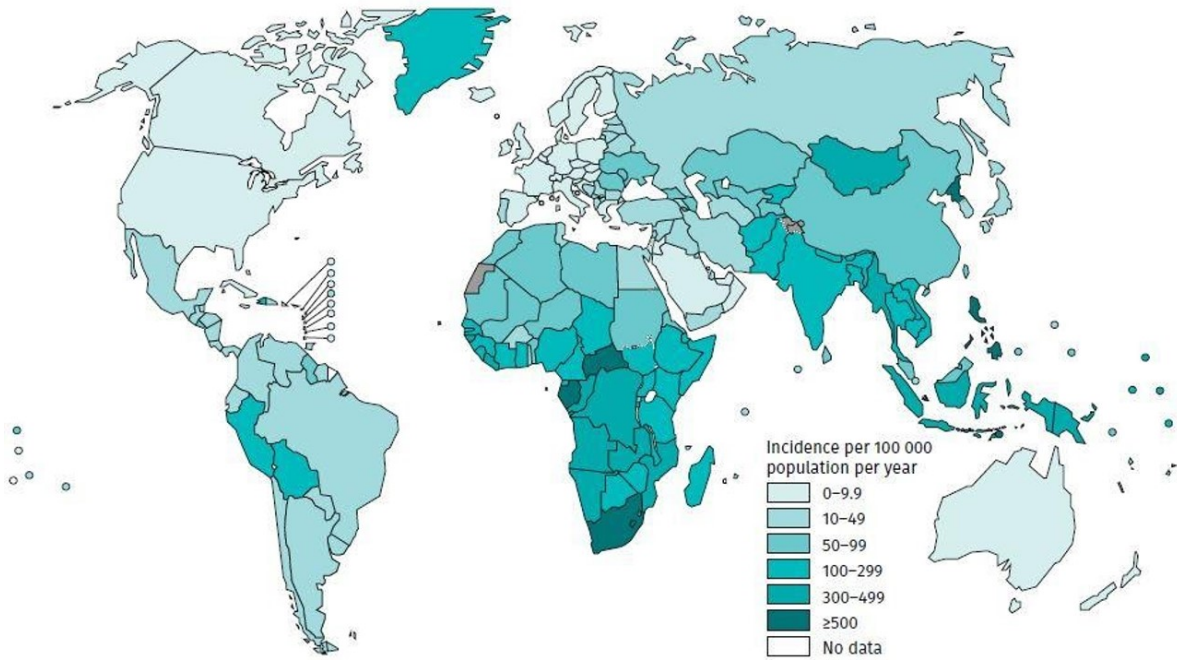 Incidence per 100 000
population per year
0–9.9
10–49
50–99
100–299
300–499
≥500
No data